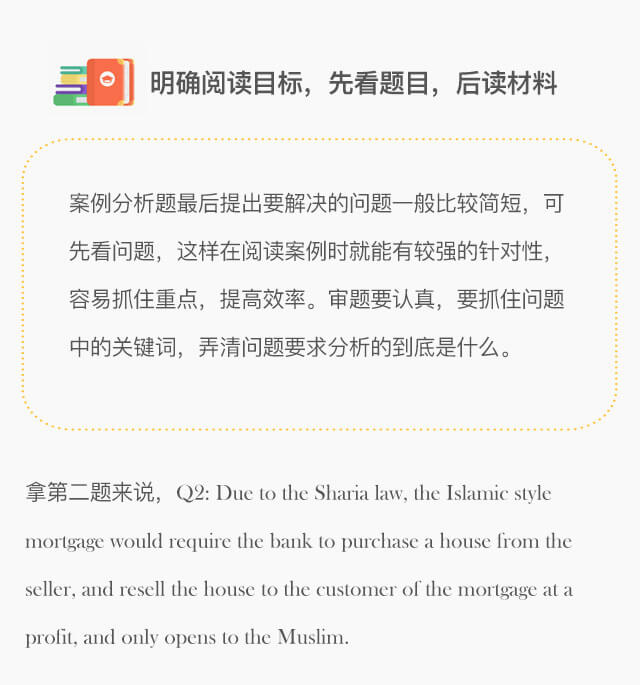 明确阅读目标，先看题目，后读材料
案例分析题最后提出要解决的问题一般比较简短，可
先看问题，这样在阅读案例时就能有较强的针对性，
容易抓住重点，提高效率。审题要认真，要抓住问题
中的关键词，弄清问题要求分析的到底是什么。
拿第二题来说，Q2: Due to the Sharia law, the Islamic style
mortgage would require the bank to purchase a house from the
seller, and resell the house to the customer of the mortgage at a
profit, and only opens to the Muslim.